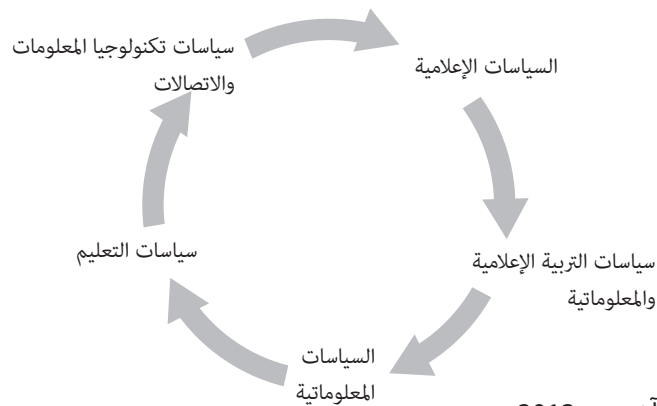 سياسات تكنولوجيا المعلومات
والاتصالات
السياسات الإعلامية
سياسات التربية الإعلامية
والمعلوماتية
السياسات
المعلوماتية
سياسات التعليم